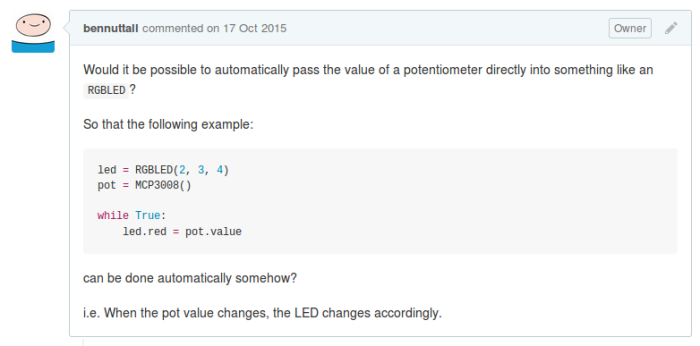 bennuttall commented on 17 Oct 2015 Owner
Would it be possible to automatically pass the value of a potentiometer directly into something like an
RGBLED ?
So that the following example:
led = RGBLED(2, 3, 4)
pot = MCP3008()
while True:
    led.red = pot.value
can be done automatically somehow?
i.e. When the pot value changes, the LED changes accordingly.